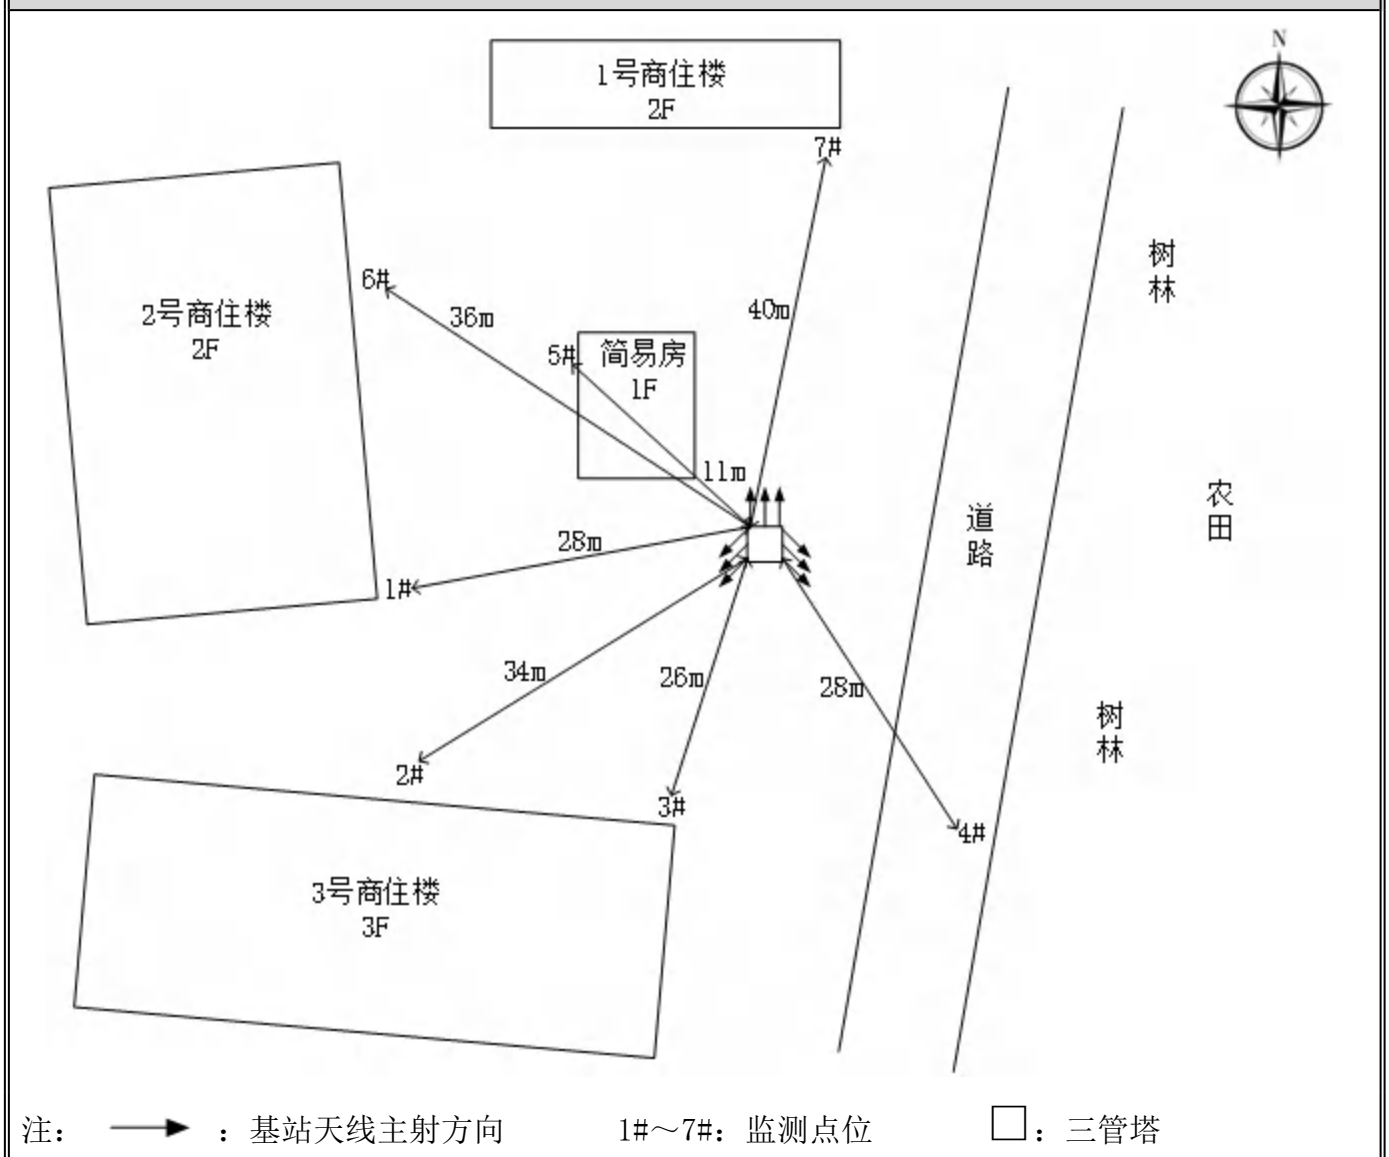 N
1号商住楼
2F
7#
树
林
6#
2号商住楼
2F
36m
40m
5#
简易房
1F
11m
农
田
道
路
28m
1#
34m
26m
28m
树
林
2#
3#
4#
3号商住楼
3F
注： ：基站天线主射方向 1#～7#：监测点位 ：三管塔